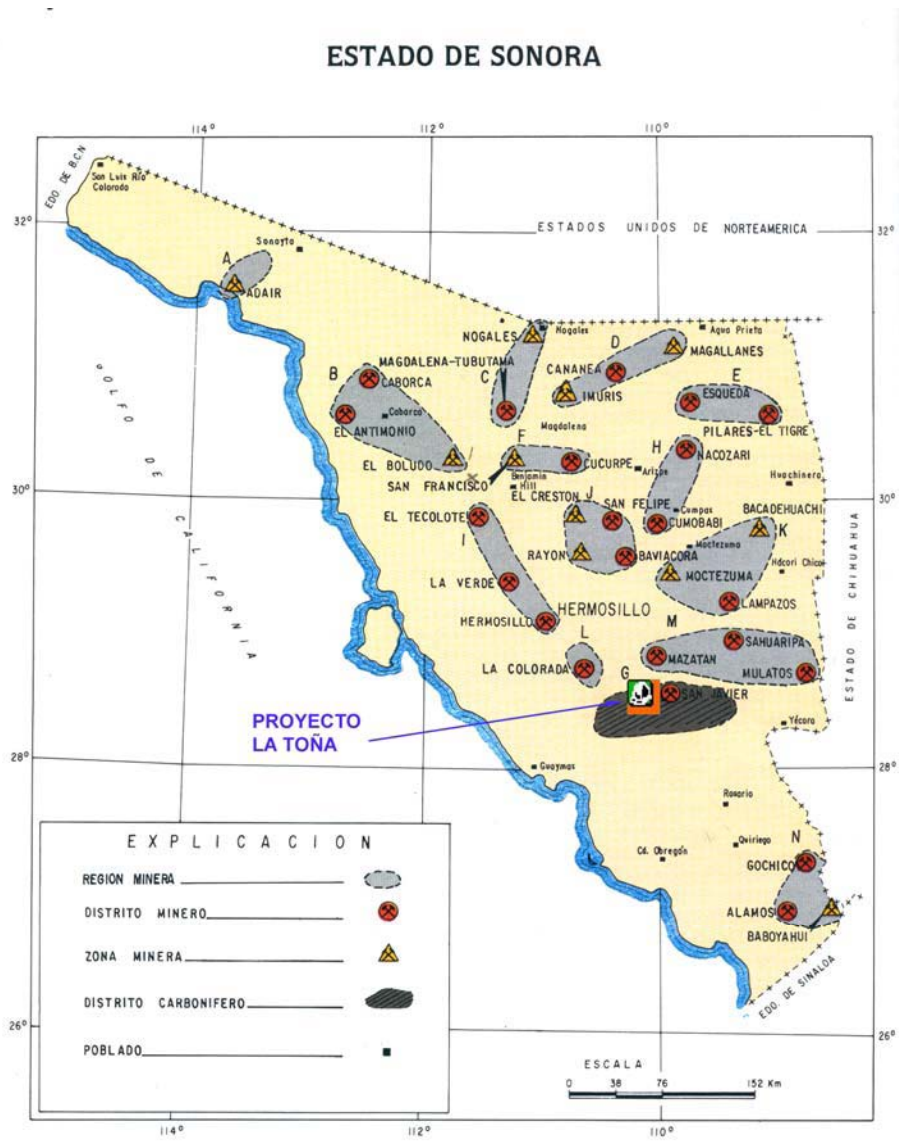 ESTADO DE SONORA
114°
112°
110°
EDO. DE B.C.N
San Luis Río
Colorado
32°
ESTADOS UNIDOS DE NORTEAMERICA
32°
Sonoyta
A
ADAIR
NOGALES
Nogales
Agua Prieta
D
MAGALLANES
MAGDALENA-TUBUTAMA
CANANEA
B
CABORCA
C
IMURIS
E
ESQUEDA
Caborca
EL ANTIMONIO
Magdalena
PILARES-EL TIGRE
F
H
NACOZARI
EL BOLUDO
CUCURPE
Arizpe
SAN FRANCISCO
Benjamin
Hill
Huachinera
30°
30°
EL CRESTON
J
SAN FELIPE
Cumpas
BACADEHUACHI
EL TECOLOTE
CUMOBABI
K
I
RAYON
BAVIACORA
Moctezuma
MOCTEZUMA
Nácori Chico
LA VERDE
LAMPAZOS
HERMOSILLO
HERMOSILLO
M
SAHUARIPA
L
MAZATAN
LA COLORADA
MULATOS
G
SAN JAVIER
GOLFO DE CALIFORNIA
ESTADO DE CHIHUAHUA
PROYECTO
LA TOÑA
Yécora
28°
Guaymas
28°
Rosario
EXPLICACION
Cd. Obregón
Quiriego
N
GOCHICO
REGION MINERA
DISTRITO MINERO
ALAMOS
BABOYAHUI
ZONA MINERA
DISTRITO CARBONIFERO
EDO. DE SINALOA
26°
26°
POBLADO
ESCALA
0 38 76 152 Km
114°
112°
110°